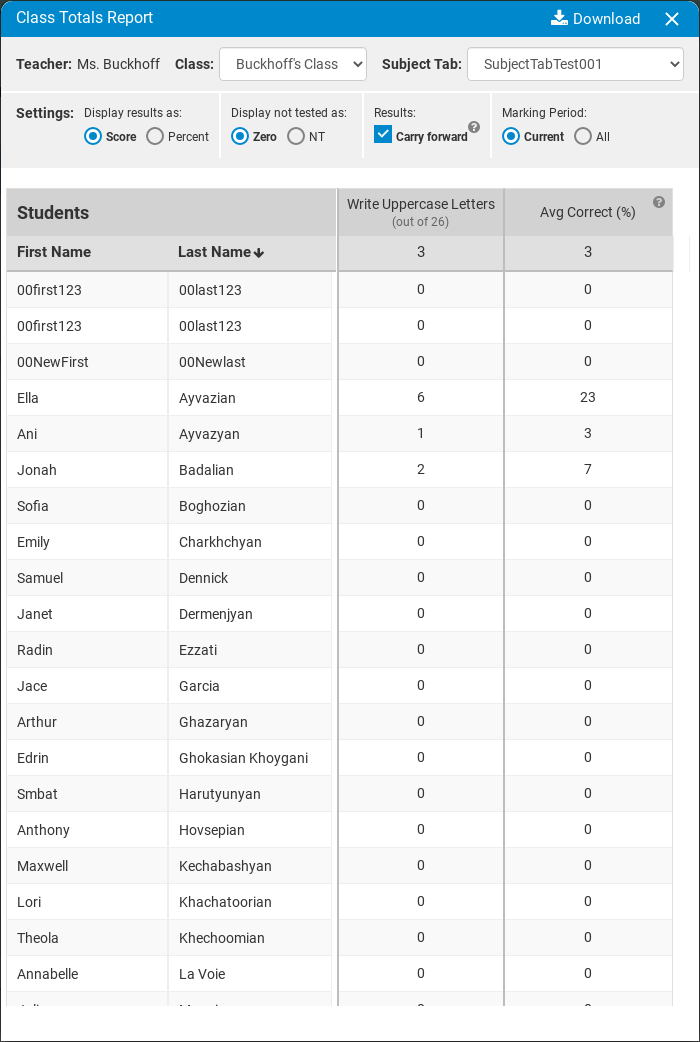 Class Totals Report Download
Teacher: Ms. Buckhoff Class: Buckhoff's Class Subject Tab: SubjectTabTest001
Settings: Display results as: Display not tested as: Results: Marking Period:
Score Percent Zero NT Carry forward ? Current All
Students Write Uppercase Letters (out of 26) Avg Correct (%) ?
First Name Last Name 3 3
00first123 00last123 0 0
00first123 00last123 0 0
00NewFirst 00Newlast 0 0
Ella Ayvazian 6 23
Ani Ayvazyan 1 3
Jonah Badalian 2 7
Sofia Boghozian 0 0
Emily Charkhchyan 0 0
Samuel Dennick 0 0
Janet Dermenjyan 0 0
Radin Ezzati 0 0
Jace Garcia 0 0
Arthur Ghazaryan 0 0
Edrin Ghokasian Khoygani 0 0
Smbat Harutyunyan 0 0
Anthony Hovsepian 0 0
Maxwell Kechabashyan 0 0
Lori Khachatoorian 0 0
Theola Khechoomian 0 0
Annabelle La Voie 0 0